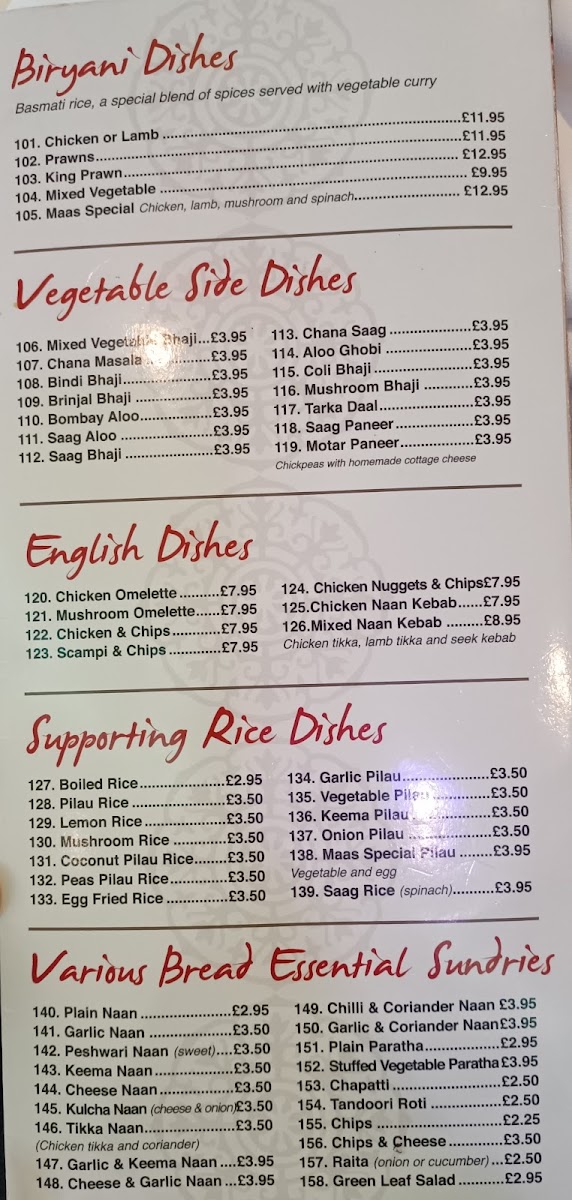 Biryani Dishes
Basmati rice, a special blend of spices served with vegetable curry
101. Chicken or Lamb ........ £11.95
102. Prawns ........ £11.95
103. King Prawn ........ £12.95
104. Mixed Vegetable ........ £9.95
105. Maas Special Chicken, lamb, mushroom and spinach ........ £12.95
Vegetable Side Dishes
106. Mixed Vegetable Bhaji...£3.95
107. Chana Masala ........£3.95
108. Bindi Bhaji........£3.95
109. Brinjal Bhaji ........£3.95
110. Bombay Aloo........£3.95
111. Saag Aloo ........£3.95
112. Saag Bhaji ........£3.95
113. Chana Saag ........£3.95
114. Aloo Ghobi ........£3.95
115. Coli Bhaji ........£3.95
116. Mushroom Bhaji ........£3.95
117. Tarka Daal........£3.95
118. Saag Paneer........£3.95
119. Motar Paneer........£3.95
Chickpeas with homemade cottage cheese
English Dishes
120. Chicken Omelette ........£7.95
121. Mushroom Omelette......£7.95
122. Chicken & Chips ........£7.95
123. Scampi & Chips ........£7.95
124. Chicken Nuggets & Chips£7.95
125.Chicken Naan Kebab......£7.95
126.Mixed Naan Kebab ........£8.95
Chicken tikka, lamb tikka and seek kebab
Supporting Rice Dishes
127. Boiled Rice........£2.95
128. Pilau Rice ........£3.50
129. Lemon Rice ........£3.50
130. Mushroom Rice ........£3.50
131. Coconut Pilau Rice........£3.50
132. Peas Pilau Rice........£3.50
133. Egg Fried Rice ........£3.50
134. Garlic Pilau........£3.50
135. Vegetable Pilau ........£3.50
136. Keema Pilau ........£3.50
137. Onion Pilau ........£3.50
138. Maas Special Pilau ........£3.95
Vegetable and egg
139. Saag Rice (spinach)........£3.95
Various Bread Essential Sundries
140. Plain Naan ........£2.95
141. Garlic Naan ........£3.50
142. Peshwari Naan (sweet)....£3.50
143. Keema Naan........£3.50
144. Cheese Naan........£3.50
145. Kulcha Naan (cheese & onion)£3.50
146. Tikka Naan........£3.50
(Chicken tikka and coriander)
147. Garlic & Keema Naan ....£3.95
148. Cheese & Garlic Naan ...£3.95
149. Chilli & Coriander Naan £3.95
150. Garlic & Coriander Naan£3.95
151. Plain Paratha........£2.95
152. Stuffed Vegetable Paratha £3.95
153. Chapatti ........£2.50
154. Tandoori Roti ........£2.50
155. Chips ........£2.25
156. Chips & Cheese ........£3.50
157. Raita (onion or cucumber)...£2.50
158. Green Leaf Salad ........£2.95